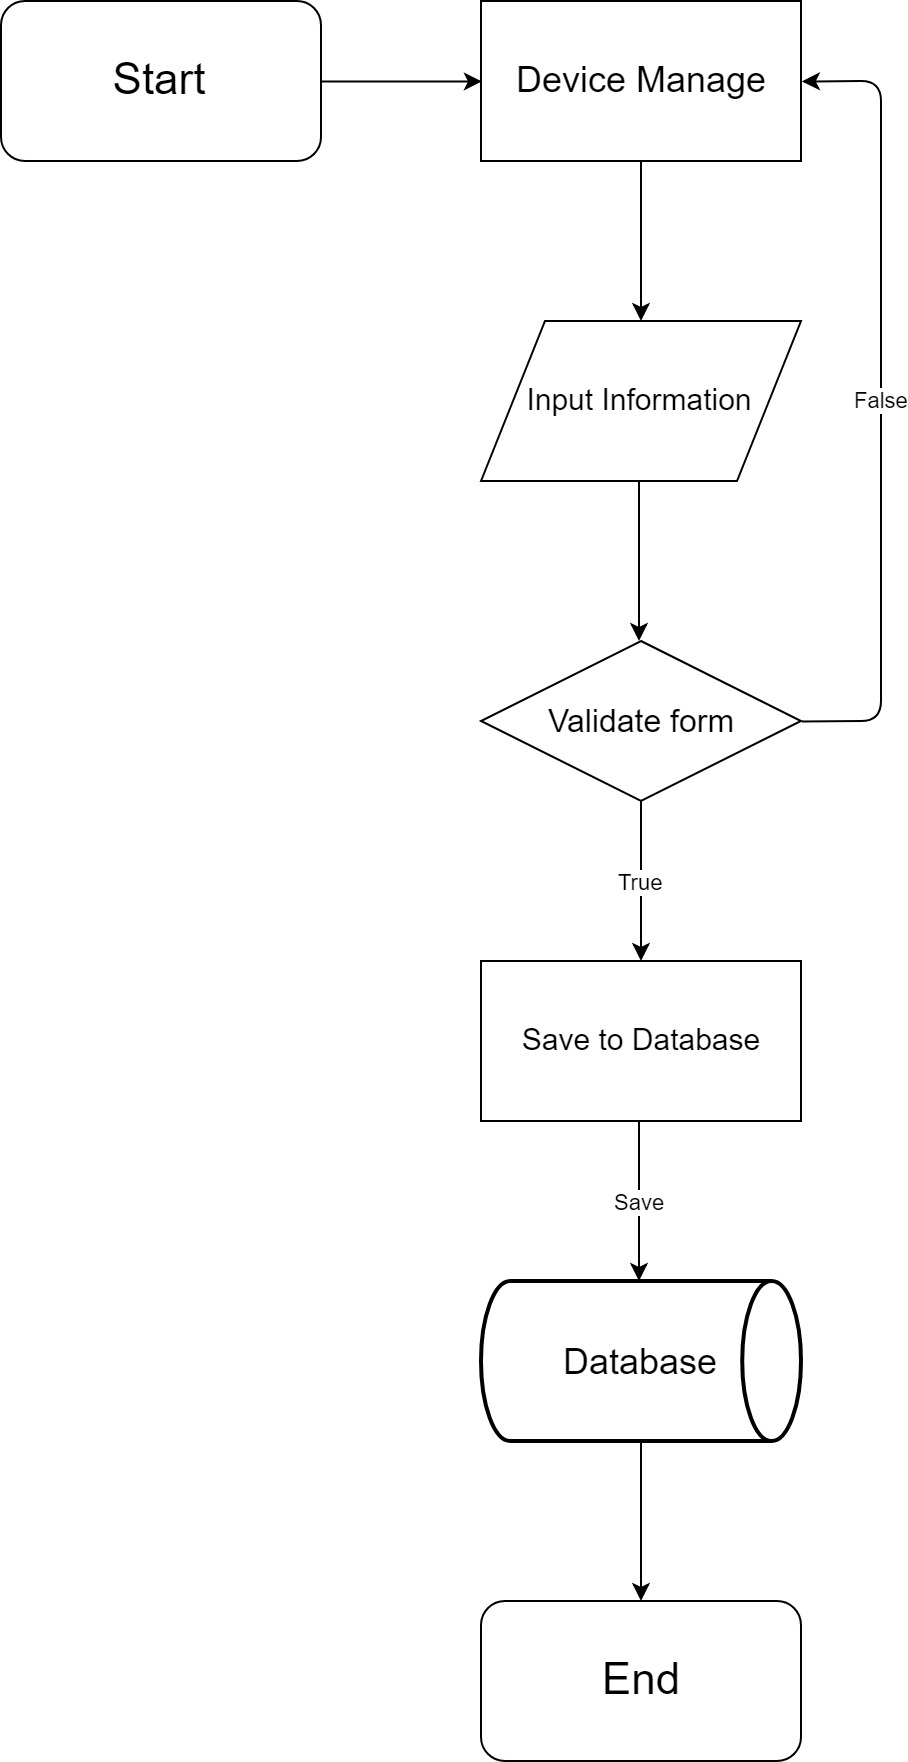 Start
Device Manage
Input Information
False
Validate form
True
Save to Database
Save
Database
End